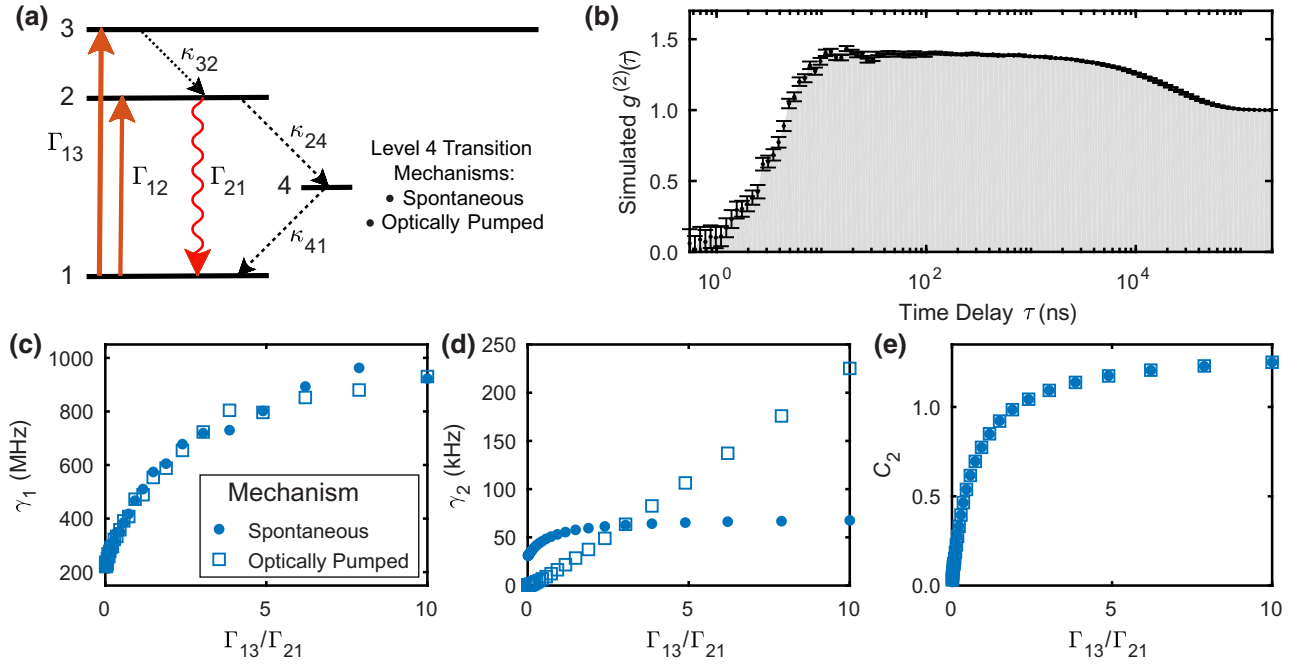 (a)
3
κ32
2
κ24
Γ13
Γ12
Γ21
4
κ41
1
Level 4 Transition
Mechanisms:
• Spontaneous
• Optically Pumped
(b)
1.5
1.0
0.5
0.0
Simulated g(2)(τ)
10^0
10^2
10^4
Time Delay τ (ns)
(c)
1000
800
600
400
200
γ1 (MHz)
Mechanism
Spontaneous
Optically Pumped
0
5
10
Γ13/Γ21
(d)
250
200
150
100
50
0
γ2 (kHz)
0
5
10
Γ13/Γ21
(e)
1.0
0.5
0.0
C2
0
5
10
Γ13/Γ21